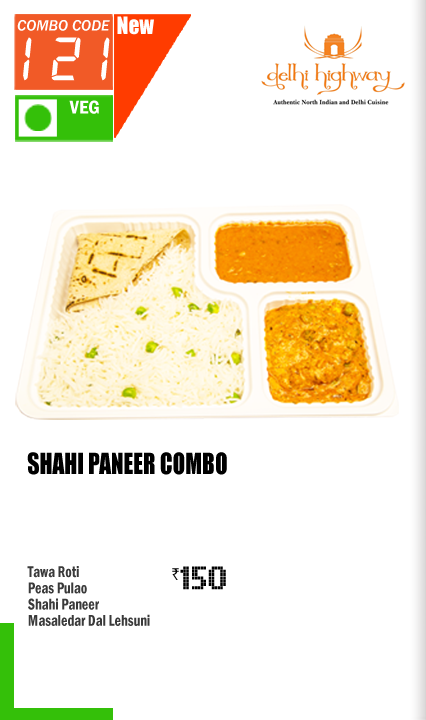 COMBO CODE
121
New
VEG
delhi highway
Authentic North Indian and Delhi Cuisine
SHAHI PANEER COMBO
Tawa Roti
Peas Pulao
Shahi Paneer
Masaledar Dal Lehsuni
₹150